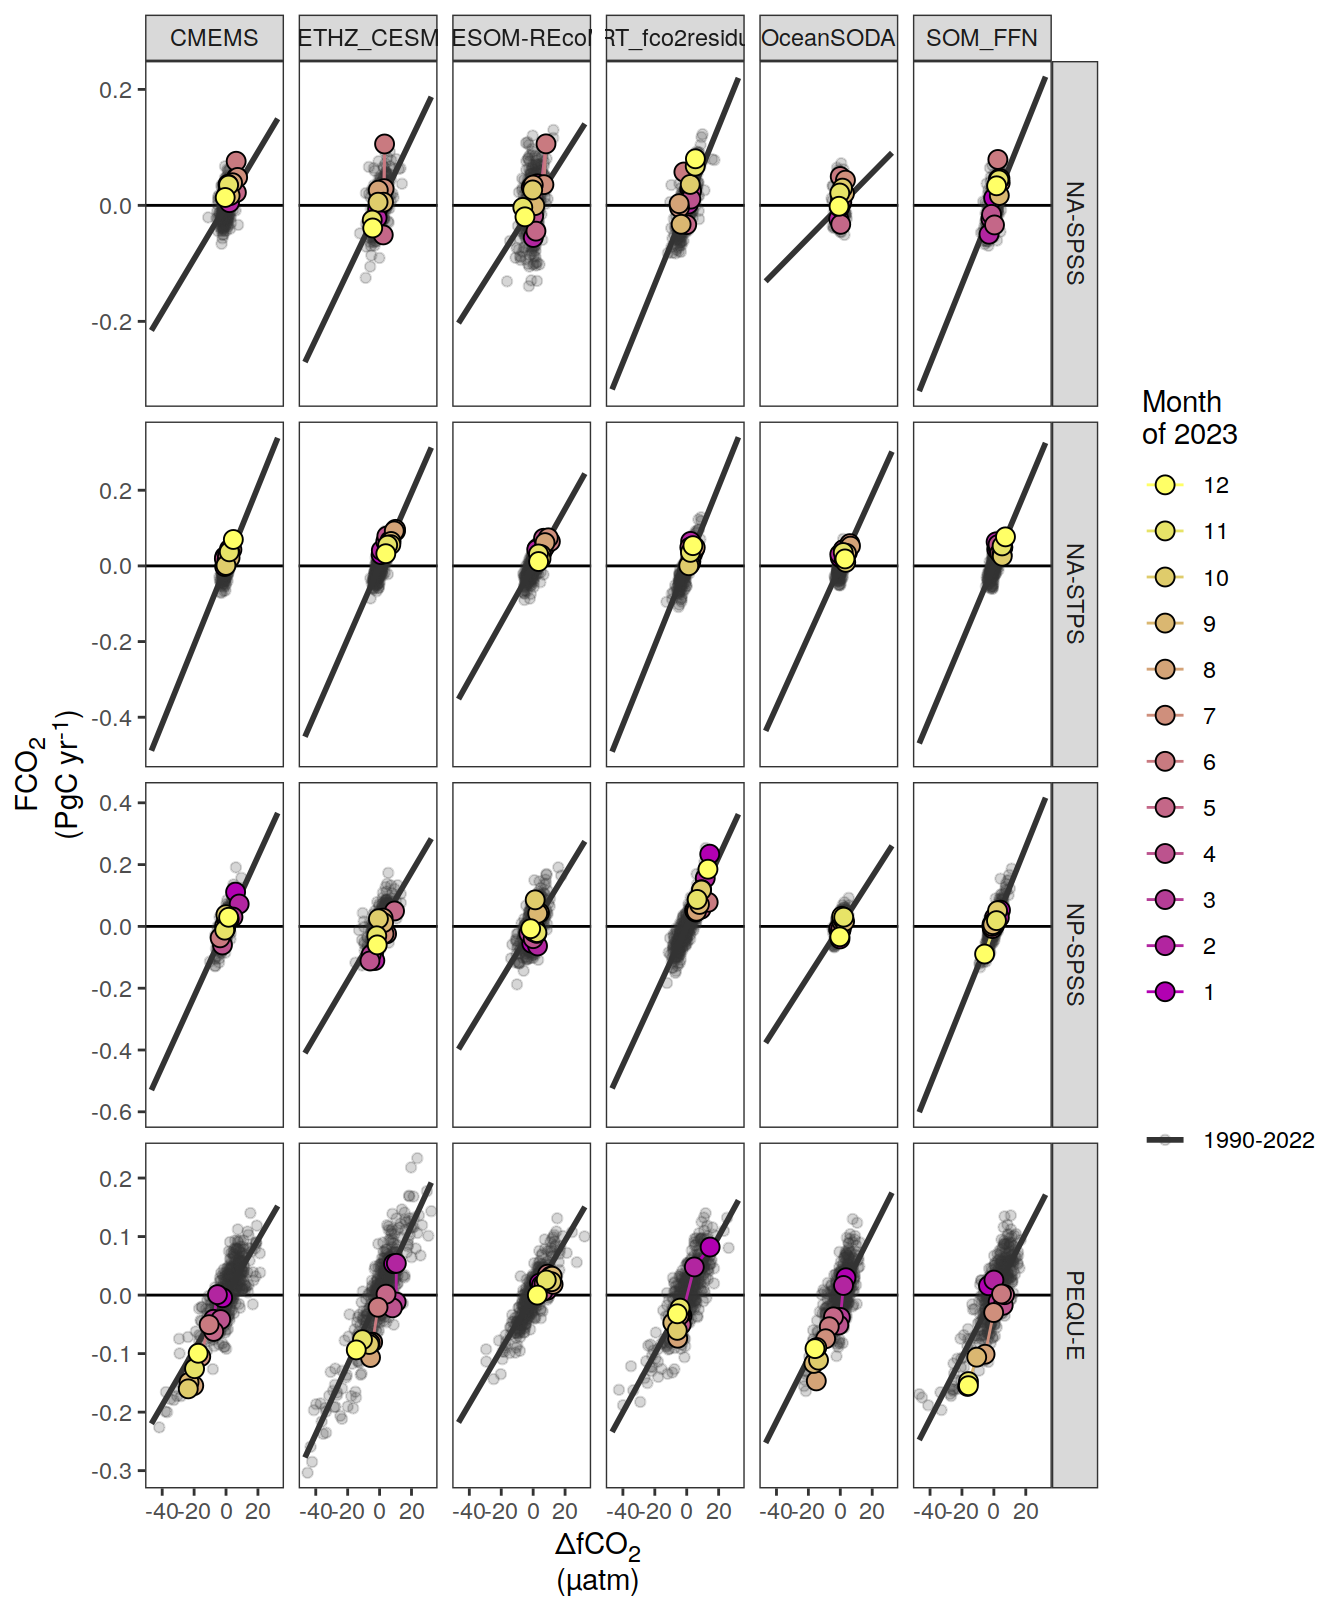 CMEMS ETHZ_CESM ESOM-REcoM RT_fco2residu OceanSODA SOM_FFN
0.2
0.0
-0.2
NA-SPSS
0.2
0.0
-0.2
-0.4
NA-STPS
0.4
0.2
0.0
-0.2
-0.4
-0.6
NP-SPSS
0.2
0.1
0.0
-0.1
-0.2
-0.3
PEQU-E
-40 -20 0 20 -40 -20 0 20 -40 -20 0 20 -40 -20 0 20 -40 -20 0 20 -40 -20 0 20
ΔfCO₂
(µatm)
FCO₂
(PgC yr⁻¹)
Month
of 2023
12
11
10
9
8
7
6
5
4
3
2
1
1990-2022